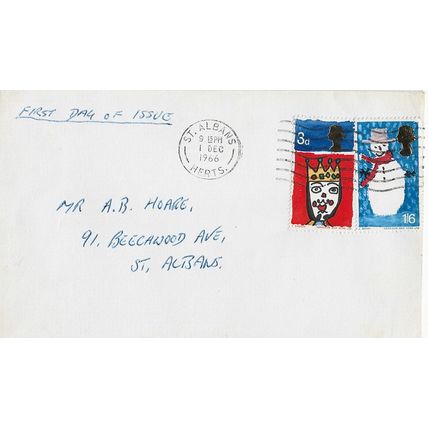 FIRST DAY OF ISSUE
ST. ALBANS
9 15 PM
1 DEC
1966
HERTS.
3d
1/6
MR A.B. HOARE,
91. BEECHWOOD AVE,
ST, ALBANS.